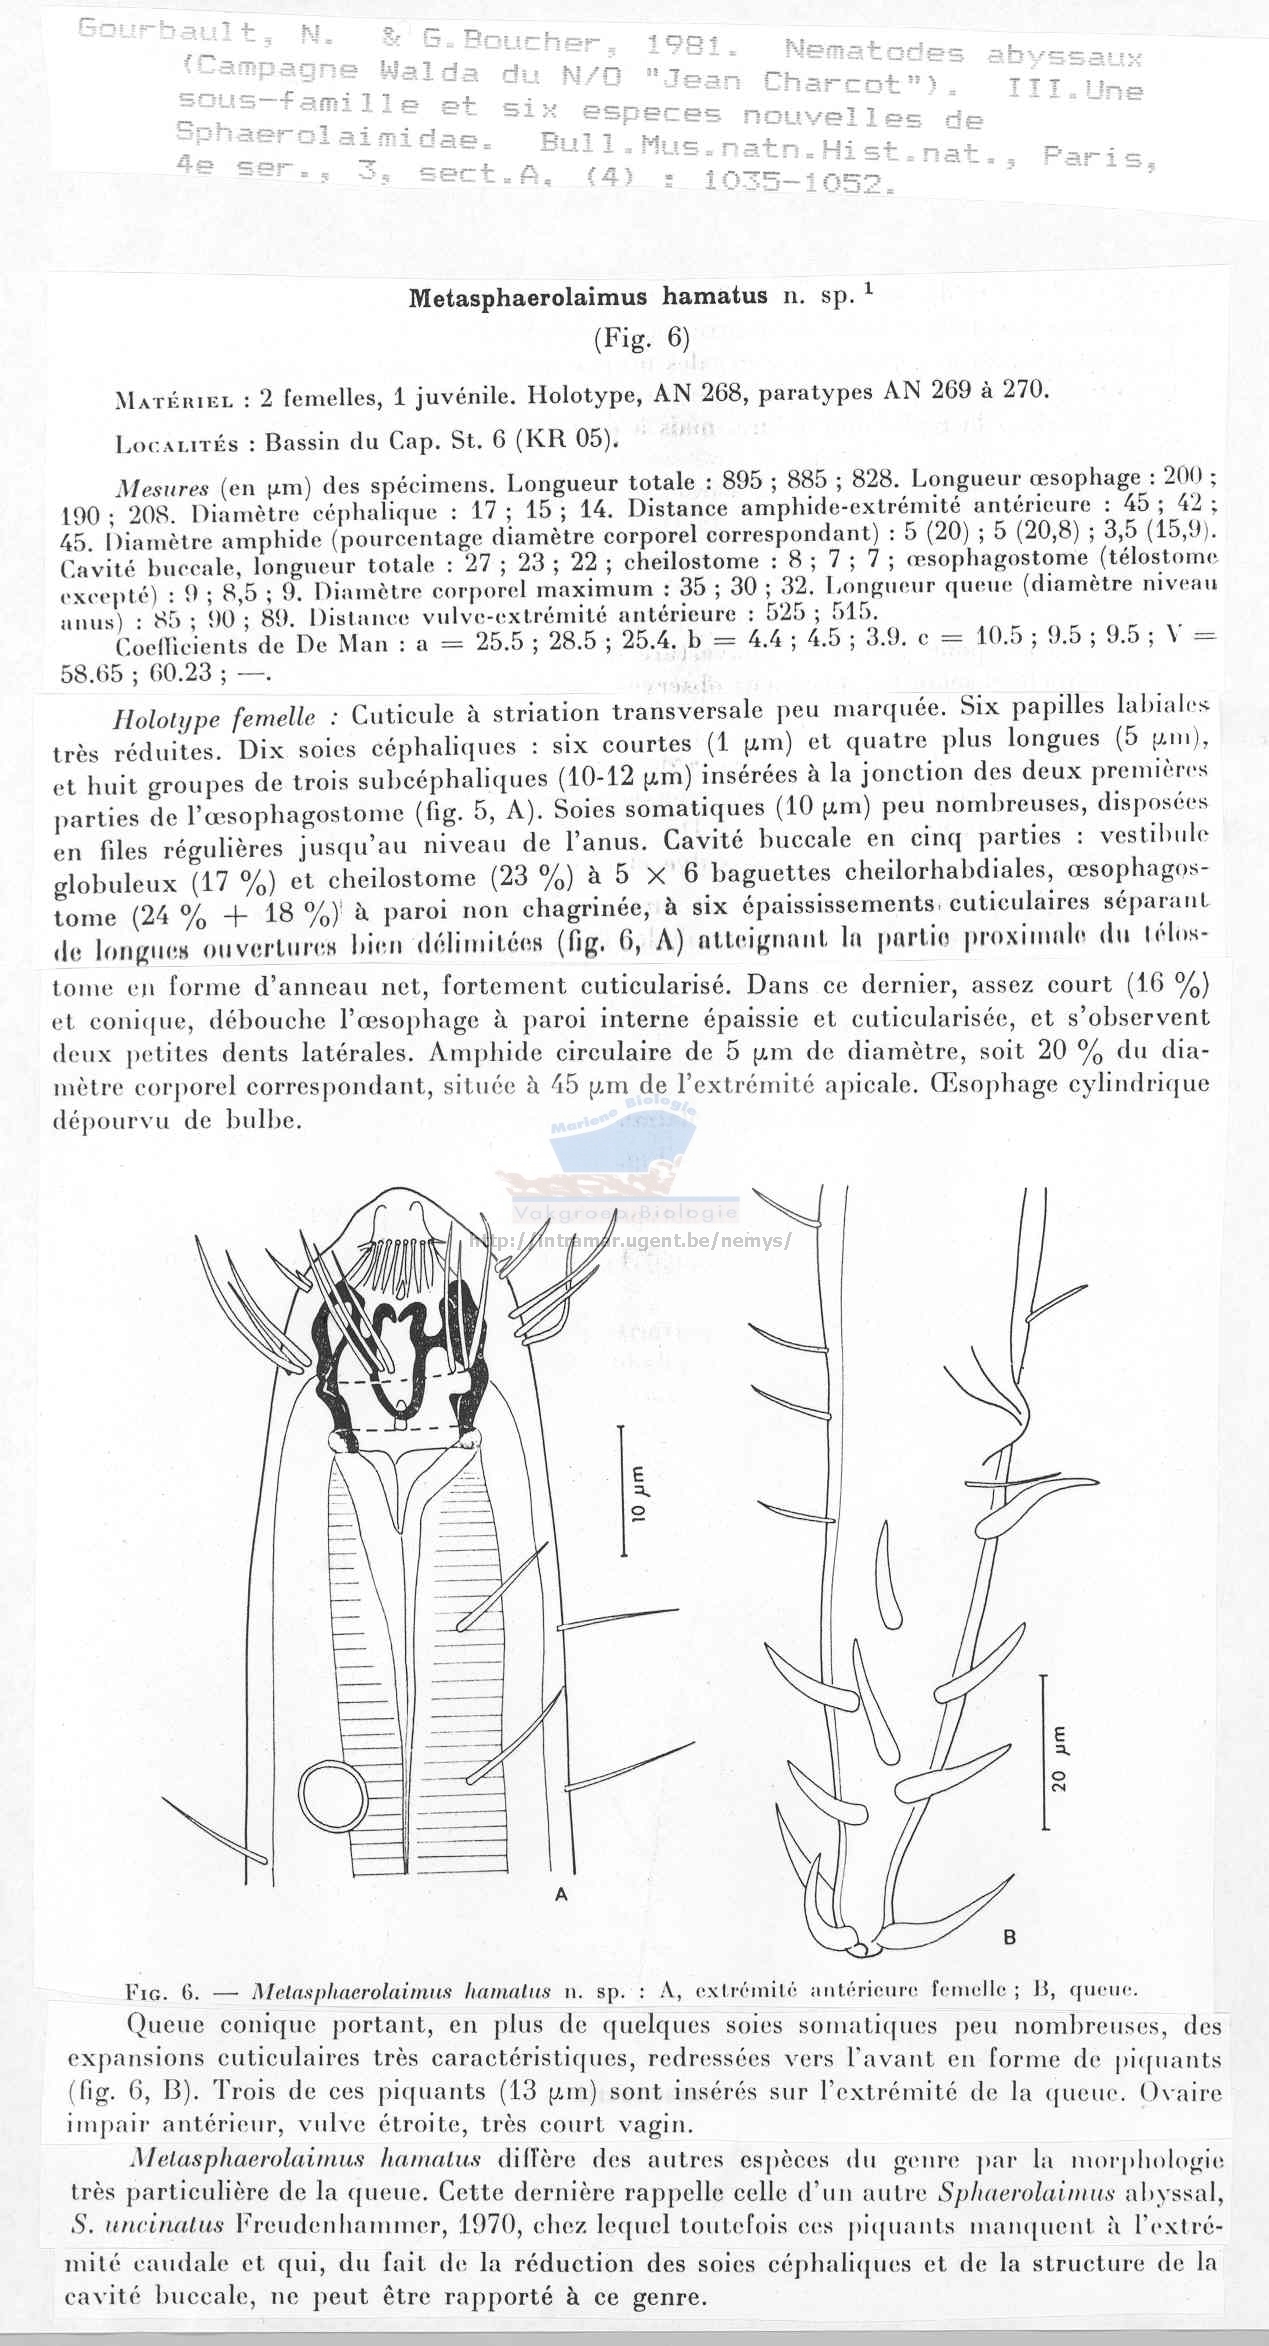 Gourbault, N. & G.Boucher, 1981. Nematodes abyssaux
(Campagne Walda du N/O "Jean Charcot"). III.Une
sous-famille et six especes nouvelles de
Sphaerolaimidae. Bull.Mus.natn.Hist.nat., Paris,
4e ser., 3, sect.A, (4) : 1035-1052.
Metasphaerolaimus hamatus n. sp. 1
(Fig. 6)
MATÉRIEL : 2 femelles, 1 juvénile. Holotype, AN 268, paratypes AN 269 à 270.
LOCALITÉS : Bassin du Cap. St. 6 (KR 05).
Mesures (en µm) des spécimens. Longueur totale : 895 ; 885 ; 828. Longueur œsophage : 200 ;
190 ; 208. Diamètre céphalique : 17 ; 15 ; 14. Distance amphide-extrémité antérieure : 45 ; 42 ;
45. Diamètre amphide (pourcentage diamètre corporel correspondant) : 5 (20) ; 5 (20,8) ; 3,5 (15,9).
Cavité buccale, longueur totale : 27 ; 23 ; 22 ; cheilostome : 8 ; 7 ; 7 ; œsophagostome (télostome
excepté) : 9 ; 8,5 ; 9. Diamètre corporel maximum : 35 ; 30 ; 32. Longueur queue (diamètre niveau
anus) : 85 ; 90 ; 89. Distance vulve-extrémité antérieure : 525 ; 515.
Coefficients de De Man : a = 25.5 ; 28.5 ; 25.4. b = 4.4 ; 4.5 ; 3.9. c = 10.5 ; 9.5 ; 9.5 ; V =
58.65 ; 60.23 ; —.
Holotype femelle : Cuticule à striation transversale peu marquée. Six papilles labiales
très réduites. Dix soies céphaliques : six courtes (1 µm) et quatre plus longues (5 µm),
et huit groupes de trois subcéphaliques (10-12 µm) insérées à la jonction des deux premières
parties de l'œsophagostome (fig. 5, A). Soies somatiques (10 µm) peu nombreuses, disposées
en files régulières jusqu'au niveau de l'anus. Cavité buccale en cinq parties : vestibule
globuleux (17 %) et cheilostome (23 %) à 5 × 6 baguettes cheilorhabdiales, œsophagos-
tome (24 % + 18 %) à paroi non chagrinée, à six épaississements cuticulaires séparant
de longues ouvertures bien délimitées (fig. 6, A) atteignant la partie proximale du télos-
tome en forme d'anneau net, fortement cuticularisé. Dans ce dernier, assez court (16 %)
et conique, débouche l'œsophage à paroi interne épaissie et cuticularisée, et s'observent
deux petites dents latérales. Amphide circulaire de 5 µm de diamètre, soit 20 % du dia-
mètre corporel correspondant, située à 45 µm de l'extrémité apicale. Œsophage cylindrique
dépourvu de bulbe.
Mariene Biologie
Vakgroep Biologie
http://intramar.ugent.be/nemys/
10 µm
20 µm
A
B
FIG. 6. — Metasphaerolaimus hamatus n. sp. : A, extrémité antérieure femelle ; B, queue.
Queue conique portant, en plus de quelques soies somatiques peu nombreuses, des
expansions cuticulaires très caractéristiques, redressées vers l'avant en forme de piquants
(fig. 6, B). Trois de ces piquants (13 µm) sont insérés sur l'extrémité de la queue. Ovaire
impair antérieur, vulve étroite, très court vagin.
Metasphaerolaimus hamatus diffère des autres espèces du genre par la morphologie
très particulière de la queue. Cette dernière rappelle celle d'un autre Sphaerolaimus abyssal,
S. uncinatus Freudenhammer, 1970, chez lequel toutefois ces piquants manquent à l'extré-
mité caudale et qui, du fait de la réduction des soies céphaliques et de la structure de la
cavité buccale, ne peut être rapporté à ce genre.